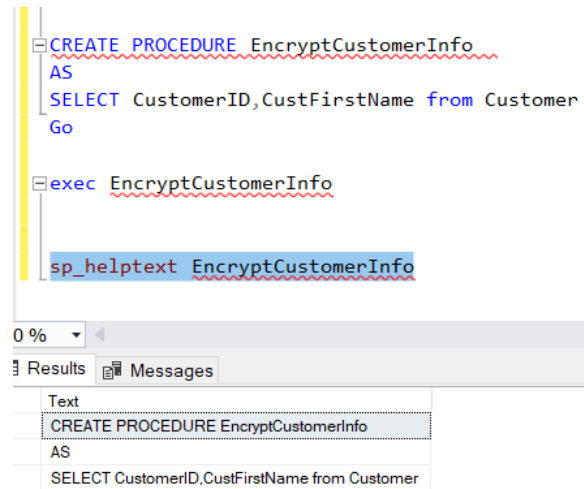 CREATE PROCEDURE EncryptCustomerInfo
AS
SELECT CustomerID,CustFirstName from Customer
Go
exec EncryptCustomerInfo
sp_helptext EncryptCustomerInfo
0 %
Results Messages
Text
CREATE PROCEDURE EncryptCustomerInfo
AS
SELECT CustomerID,CustFirstName from Customer